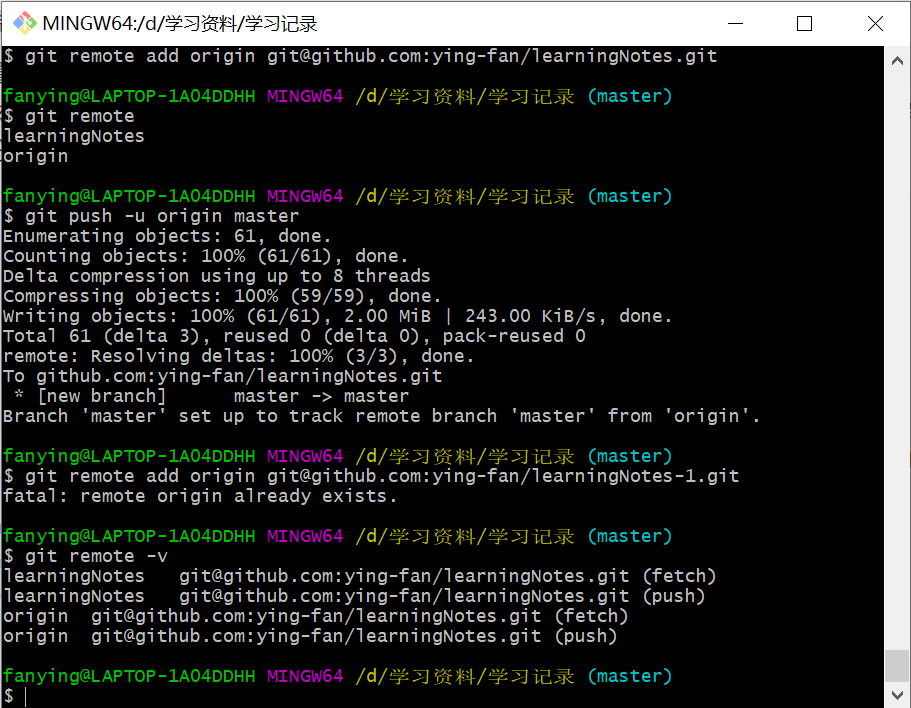 MINGW64:/d/学习资料/学习记录
$ git remote add origin git@github.com:ying-fan/learningNotes.git
fanying@LAPTOP-1A04DDHH MINGW64 /d/学习资料/学习记录 (master)
$ git remote
learningNotes
origin
fanying@LAPTOP-1A04DDHH MINGW64 /d/学习资料/学习记录 (master)
$ git push -u origin master
Enumerating objects: 61, done.
Counting objects: 100% (61/61), done.
Delta compression using up to 8 threads
Compressing objects: 100% (59/59), done.
Writing objects: 100% (61/61), 2.00 MiB | 243.00 KiB/s, done.
Total 61 (delta 3), reused 0 (delta 0), pack-reused 0
remote: Resolving deltas: 100% (3/3), done.
To github.com:ying-fan/learningNotes.git
 * [new branch]      master -> master
Branch 'master' set up to track remote branch 'master' from 'origin'.
fanying@LAPTOP-1A04DDHH MINGW64 /d/学习资料/学习记录 (master)
$ git remote add origin git@github.com:ying-fan/learningNotes-1.git
fatal: remote origin already exists.
fanying@LAPTOP-1A04DDHH MINGW64 /d/学习资料/学习记录 (master)
$ git remote -v
learningNotes   git@github.com:ying-fan/learningNotes.git (fetch)
learningNotes   git@github.com:ying-fan/learningNotes.git (push)
origin  git@github.com:ying-fan/learningNotes.git (fetch)
origin  git@github.com:ying-fan/learningNotes.git (push)
fanying@LAPTOP-1A04DDHH MINGW64 /d/学习资料/学习记录 (master)
$